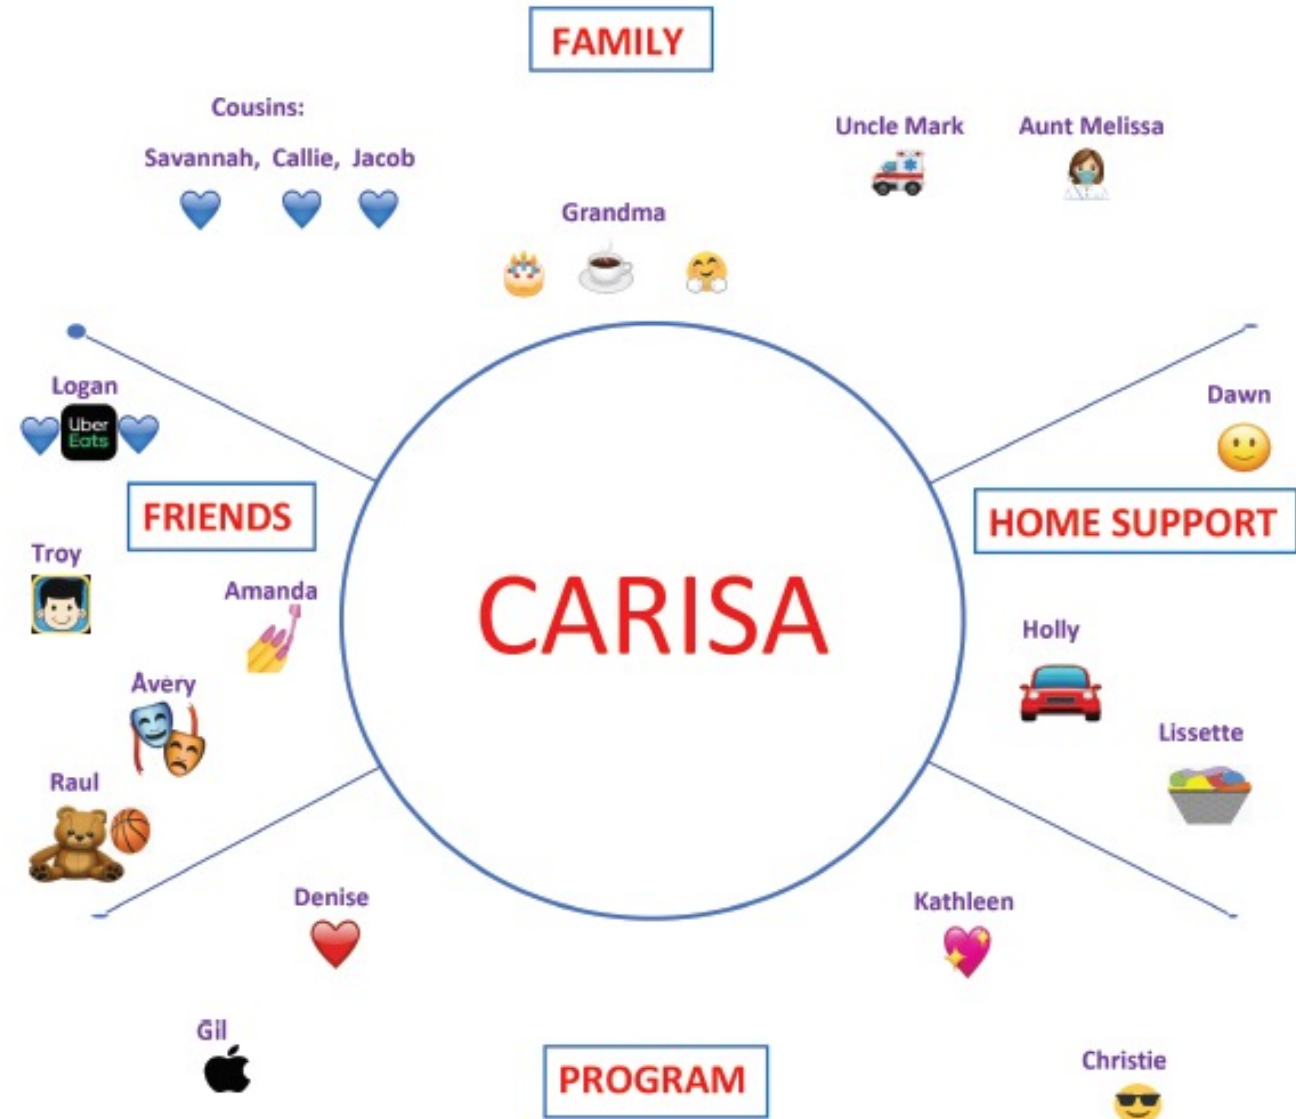 FAMILY
Cousins:
Savannah, Callie, Jacob
Uncle Mark
Aunt Melissa
Grandma
Logan
Uber
Eats
Dawn
FRIENDS
HOME SUPPORT
Troy
Amanda
CARISA
Holly
Avery
Lissette
Raul
Denise
Kathleen
Gil
Christie
PROGRAM